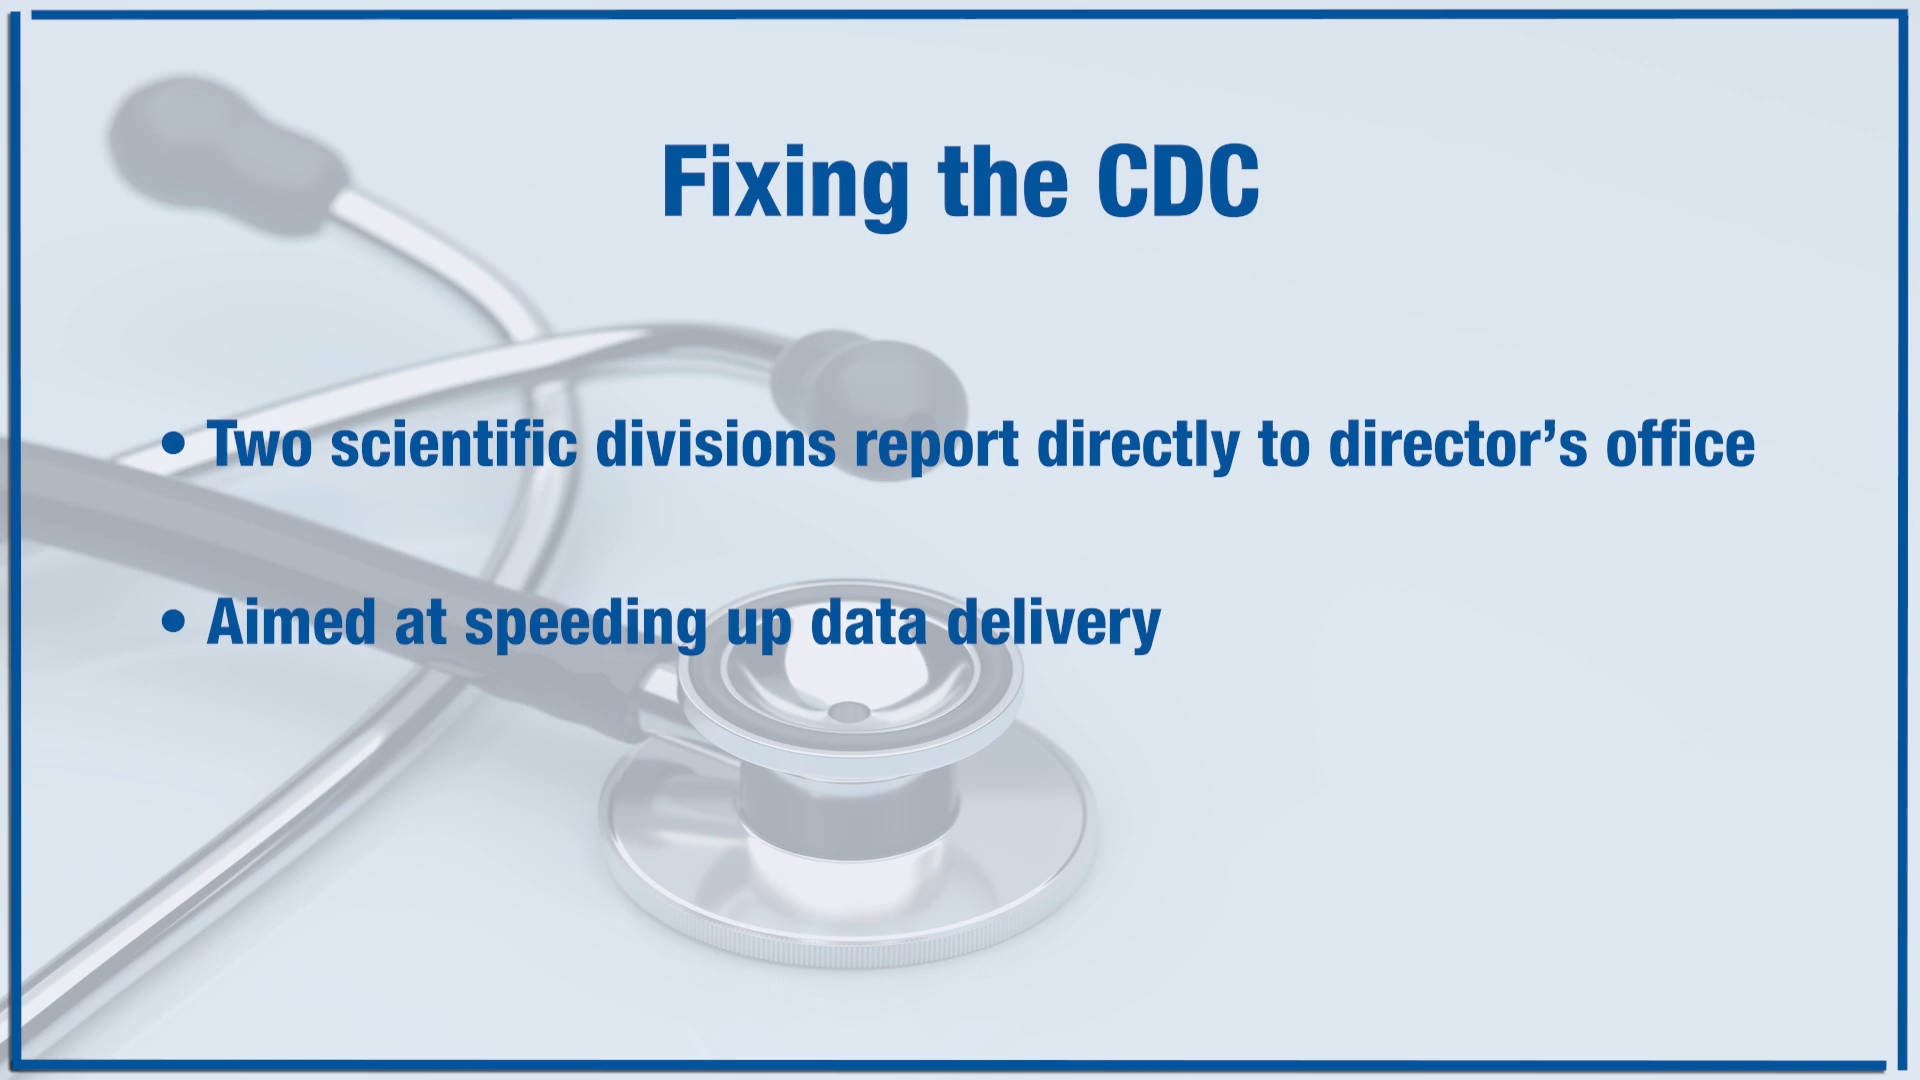 Fixing the CDC
• Two scientific divisions report directly to director’s office
• Aimed at speeding up data delivery